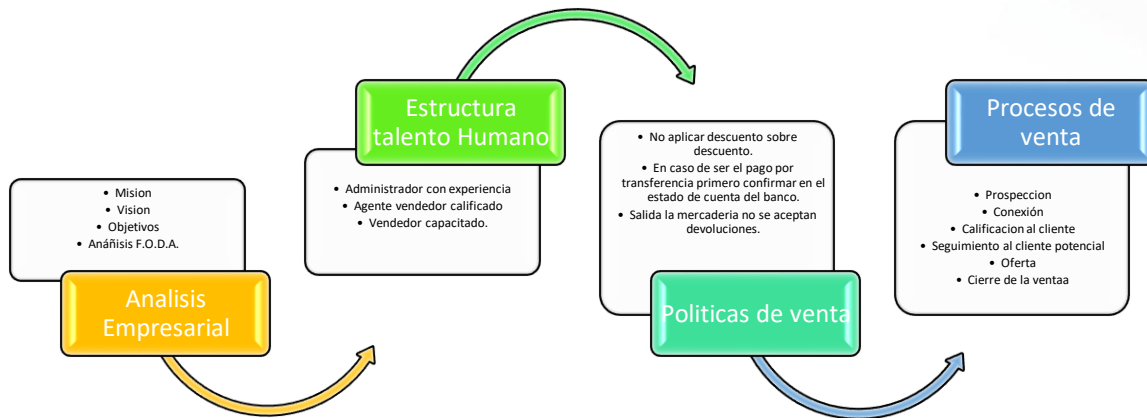 • Mision
• Vision
• Objetivos
• Anáñisis F.O.D.A.
Analisis
Empresarial
Estructura
talento Humano
• Administrador con experiencia
• Agente vendedor calificado
• Vendedor capacitado.
• No aplicar descuento sobre
descuento.
• En caso de ser el pago por
transferencia primero confirmar en el
estado de cuenta del banco.
• Salida la mercaderia no se aceptan
devoluciones.
Politicas de venta
Procesos de
venta
• Prospeccion
• Conexión
• Calificacion al cliente
• Seguimiento al cliente potencial
• Oferta
• Cierre de la ventaa